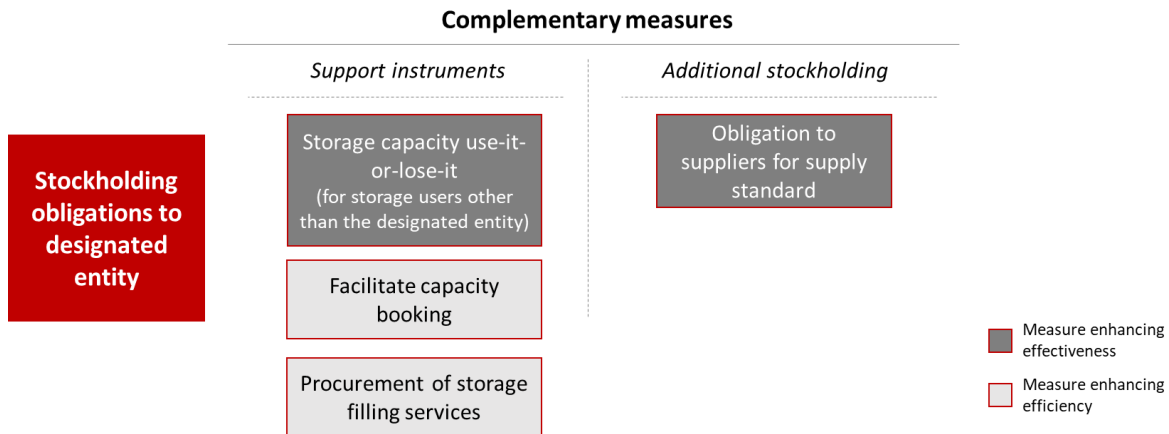 Complementary measures
Support instruments
Additional stockholding
Stockholding
obligations to
designated
entity
Storage capacity use-it-
or-lose-it
(for storage users other
than the designated entity)
Obligation to
suppliers for supply
standard
Facilitate capacity
booking
Procurement of storage
filling services
Measure enhancing
effectiveness
Measure enhancing
efficiency